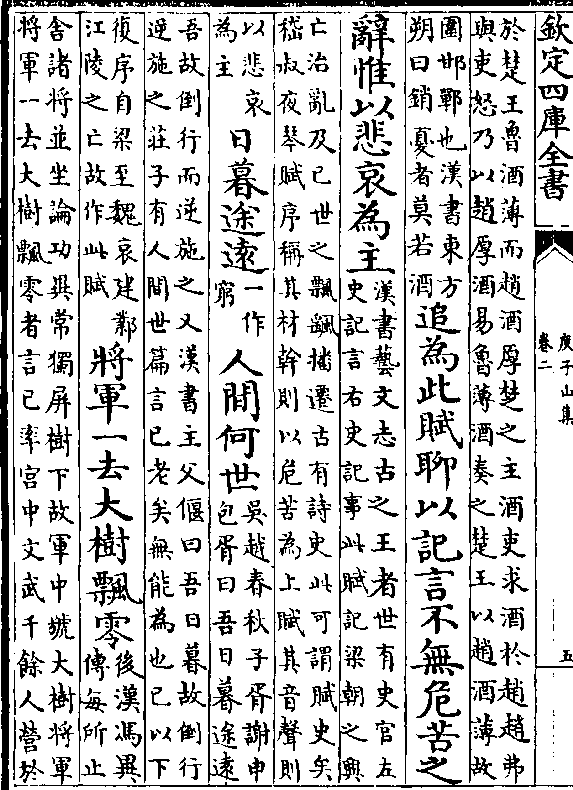 欽定四庫全書
庾子山集
卷二
五
於楚王魯酒薄而趙酒厚楚之主酒吏求酒於趙趙弗
與吏怒乃以趙厚酒易魯薄酒奏之楚王以趙酒薄故
圍邯鄲也漢書東方
朔曰銷憂者莫若酒
追為此賦聊以記言不無危苦之
辭惟以悲哀為主
漢書藝文志古之王者世有史官左
史記言右史記事此賦記梁朝之興
亡治亂及已世之飄颻播遷古有詩史此可謂賦史矣
嵇叔夜琴賦序稱其材幹則以危苦為上賦其音聲則
以悲哀
為主
日暮途遠
一作
窮
人間何世
吳越春秋子胥謝申
包胥曰吾日暮途遠
吾故倒行而逆施之又漢書主父偃曰吾日暮故倒行
逆施之莊子有人間世篇言已老矣無能為也已以下
復序自梁至魏哀建鄴
江陵之亡故作此賦
將軍一去大樹飄零
後漢馮異
傳每所止
舍諸將並坐論功異常獨屏樹下故軍中號大樹將軍
將軍一去大樹飄零者言已率宫中文武千餘人營於